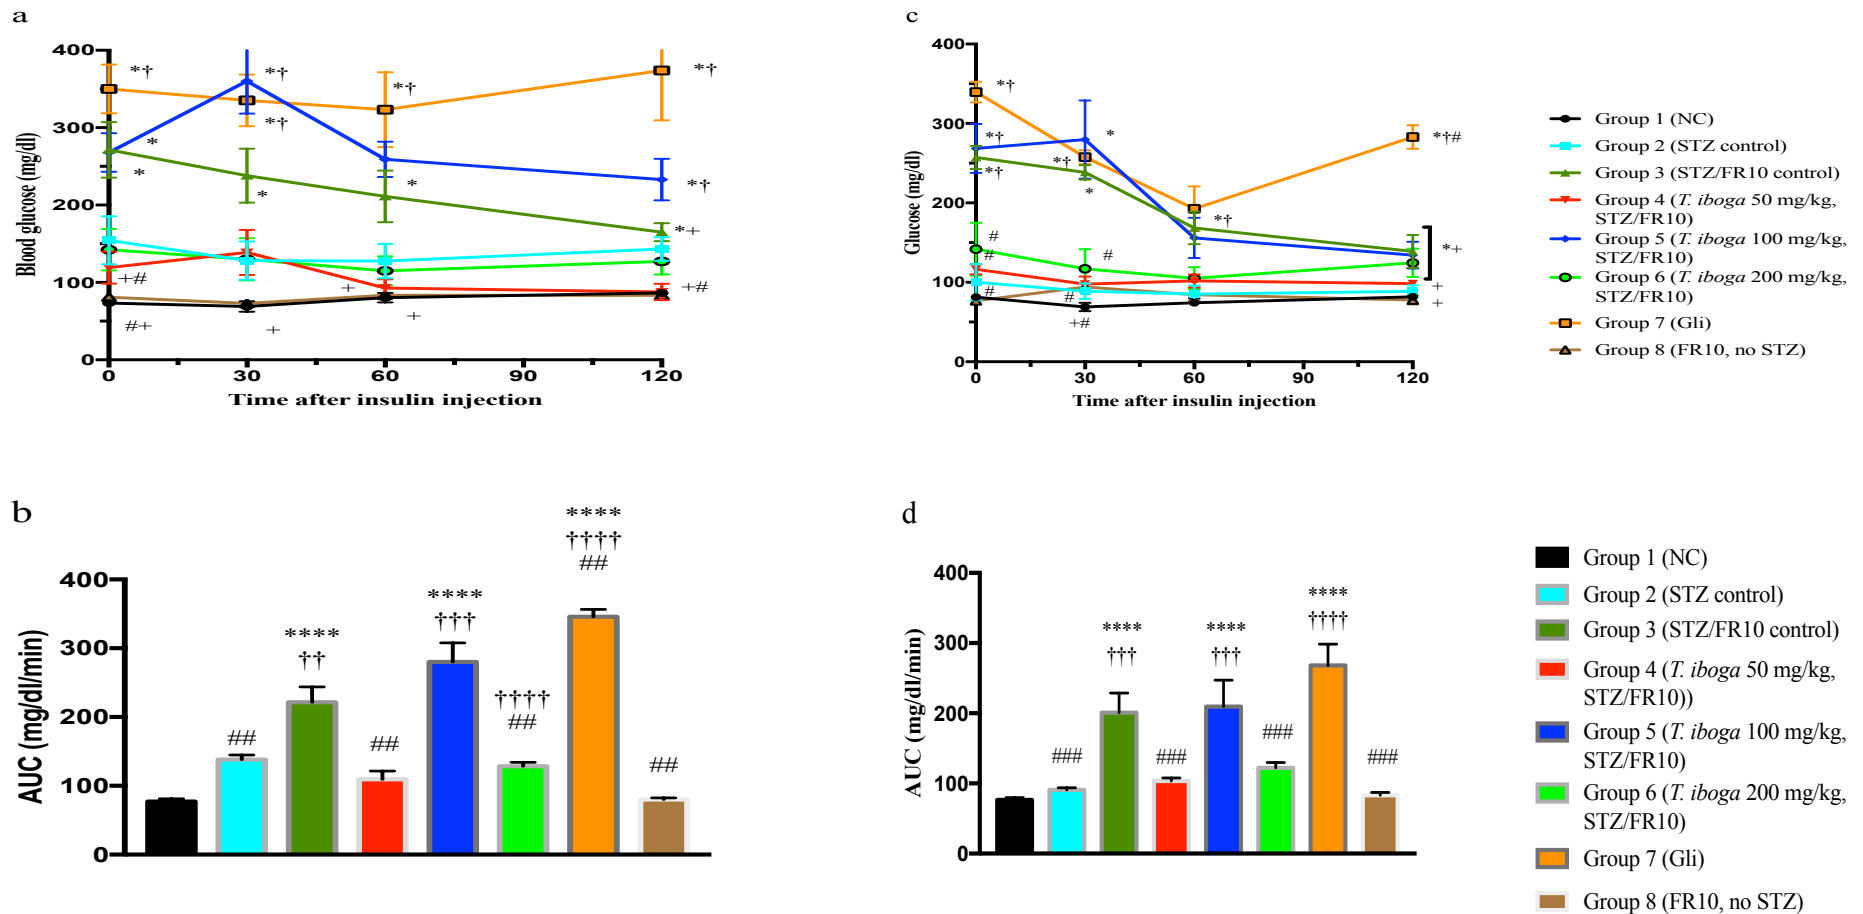 a
400
300
200
100
0
Blood glucose (mg/dl)
*†
*†
*†
*†
*†
*
*
*
*
*†
*+
+#
+
+#
#+
+
+
0 30 60 90 120
Time after insulin injection
c
400
300
200
100
0
Glucose (mg/dl)
*†
*†
*
*†
*†
*
*†
*†#
#
#
#
*+
#
#
+
+
+#
0 30 60 90 120
Time after insulin injection
Group 1 (NC)
Group 2 (STZ control)
Group 3 (STZ/FR10 control)
Group 4 (T. iboga 50 mg/kg,
STZ/FR10)
Group 5 (T. iboga 100 mg/kg,
STZ/FR10)
Group 6 (T. iboga 200 mg/kg,
STZ/FR10)
Group 7 (Gli)
Group 8 (FR10, no STZ)
b
400
300
200
100
0
AUC (mg/dl/min)
##
****
††
##
****
†††
††††
##
****
††††
##
##
d
400
300
200
100
0
AUC (mg/dl/min)
###
****
†††
###
****
†††
###
****
††††
###
Group 1 (NC)
Group 2 (STZ control)
Group 3 (STZ/FR10 control)
Group 4 (T. iboga 50 mg/kg,
STZ/FR10))
Group 5 (T. iboga 100 mg/kg,
STZ/FR10)
Group 6 (T. iboga 200 mg/kg,
STZ/FR10)
Group 7 (Gli)
Group 8 (FR10, no STZ)